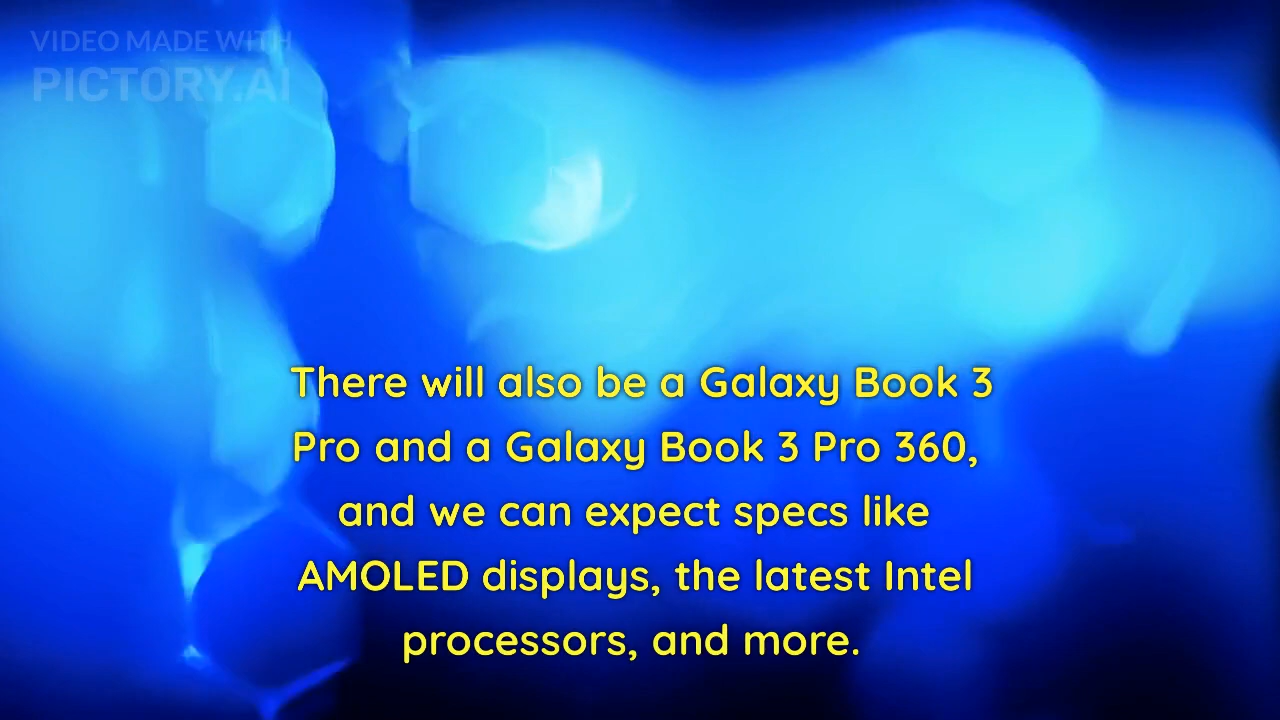 VIDEO MADE WITH
PICTORY.AI
There will also be a Galaxy Book 3
Pro and a Galaxy Book 3 Pro 360,
and we can expect specs like
AMOLED displays, the latest Intel
processors, and more.